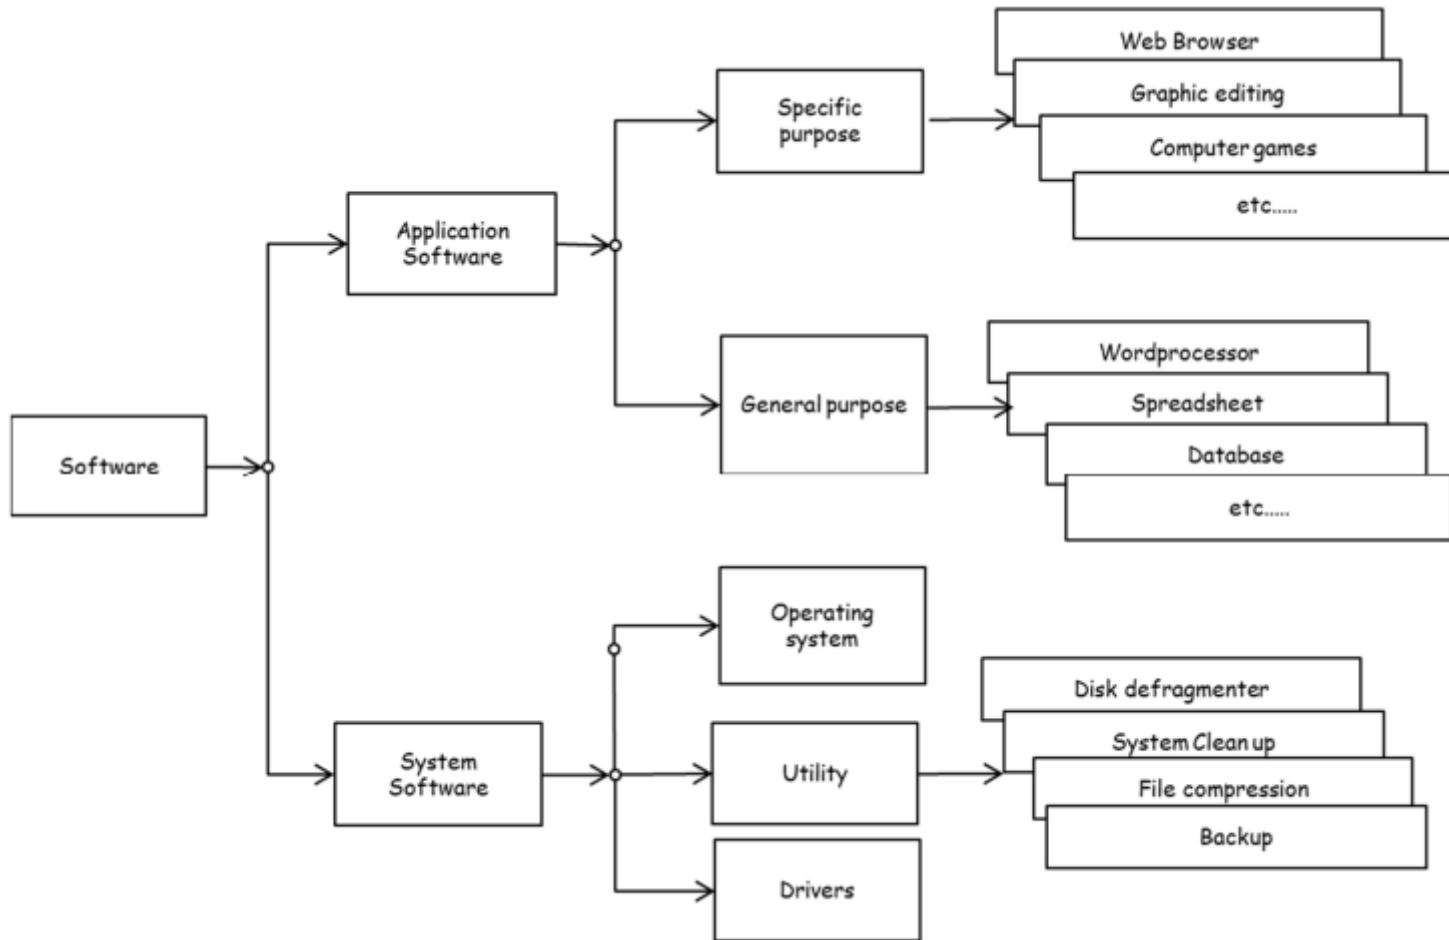 Web Browser
Graphic editing
Computer games
etc.....
Specific
purpose
Application
Software
Wordprocessor
Spreadsheet
Database
etc.....
General purpose
Software
Operating
system
Disk defragmenter
System Clean up
File compression
Backup
System
Software
Utility
Drivers